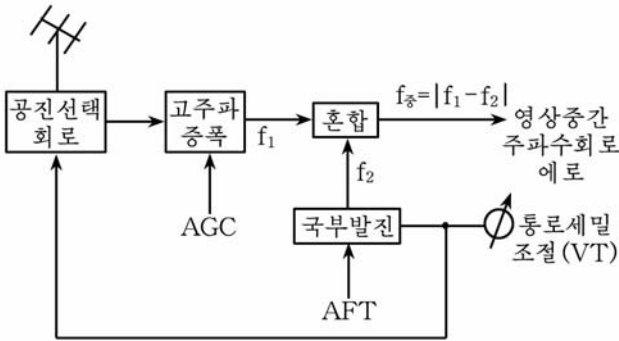 공진선택
회로
고주파
증폭
f₁
혼합
f중=|f₁-f₂|
영상중간
주파수회로
에로
f₂
AGC
국부발진
통로세밀
조절(VT)
AFT